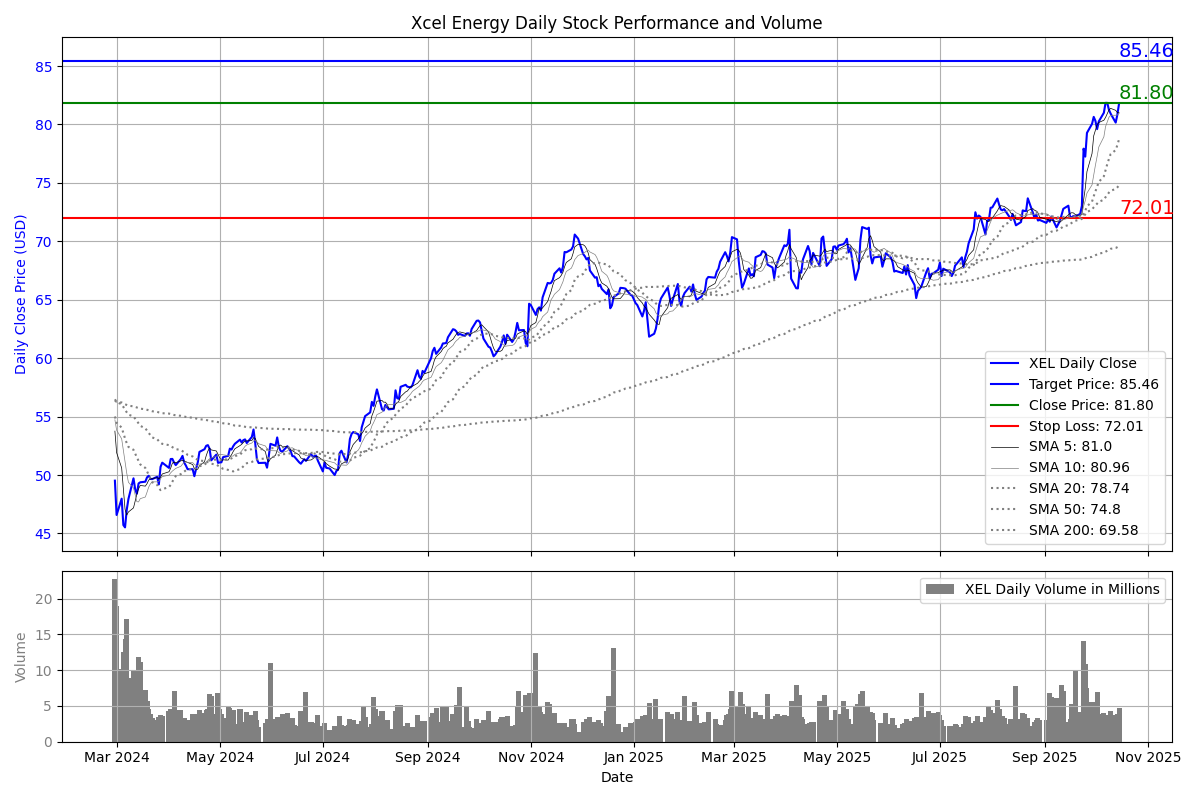 Xcel Energy Daily Stock Performance and Volume
Daily Close Price (USD)
85
80
75
70
65
60
55
50
45
85.46
81.80
72.01
XEL Daily Close
Target Price: 85.46
Close Price: 81.80
Stop Loss: 72.01
SMA 5: 81.0
SMA 10: 80.96
SMA 20: 78.74
SMA 50: 74.8
SMA 200: 69.58
Volume
20
15
10
5
0
XEL Daily Volume in Millions
Mar 2024 May 2024 Jul 2024 Sep 2024 Nov 2024 Jan 2025 Mar 2025 May 2025 Jul 2025 Sep 2025 Nov 2025
Date